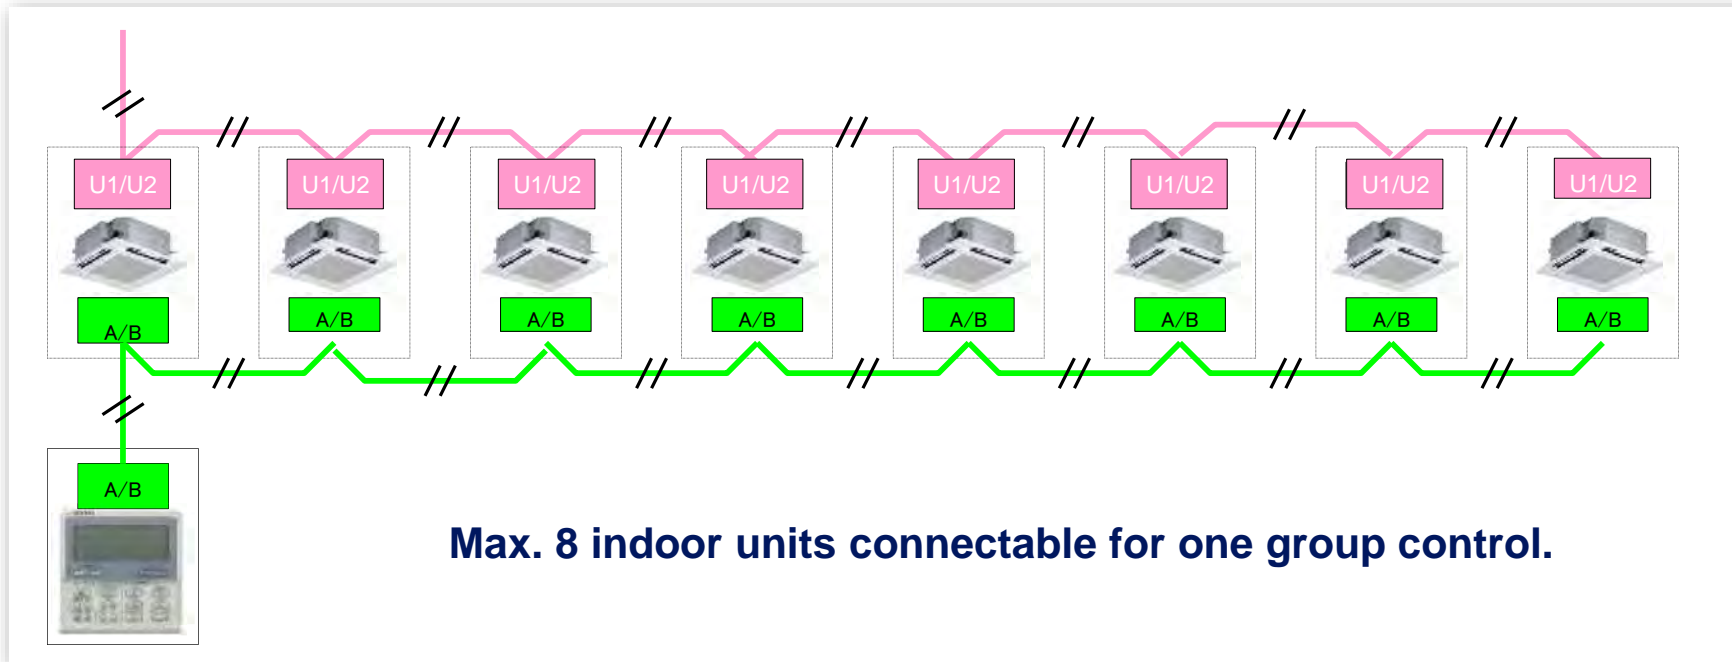 U1/U2 U1/U2 U1/U2 U1/U2 U1/U2 U1/U2 U1/U2 U1/U2
A/B A/B A/B A/B A/B A/B A/B A/B
A/B
Max. 8 indoor units connectable for one group control.